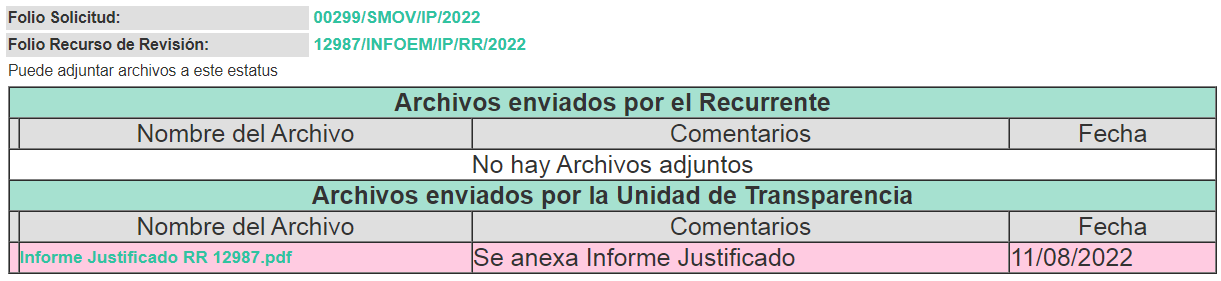 Folio Solicitud: 00299/SMOV/IP/2022
Folio Recurso de Revisión: 12987/INFOEM/IP/RR/2022
Puede adjuntar archivos a este estatus
Archivos enviados por el Recurrente
Nombre del Archivo Comentarios Fecha
No hay Archivos adjuntos
Archivos enviados por la Unidad de Transparencia
Nombre del Archivo Comentarios Fecha
Informe Justificado RR 12987.pdf Se anexa Informe Justificado 11/08/2022